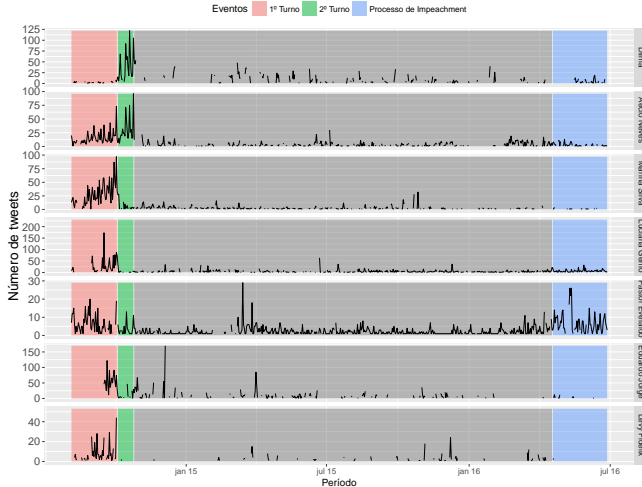 Eventos 1º Turno 2º Turno Processo de Impeachment
Número de tweets
125
100
75
50
25
0
Dilma
100
75
50
25
0
Aécio Neves
100
75
50
25
0
Marina Silva
200
150
100
50
0
Luciana Genro
30
20
10
0
Pastor Everaldo
150
100
50
0
Eduardo Jorge
40
20
0
Levy Fidelix
jan 15 jul 15 jan 16 jul 16
Período